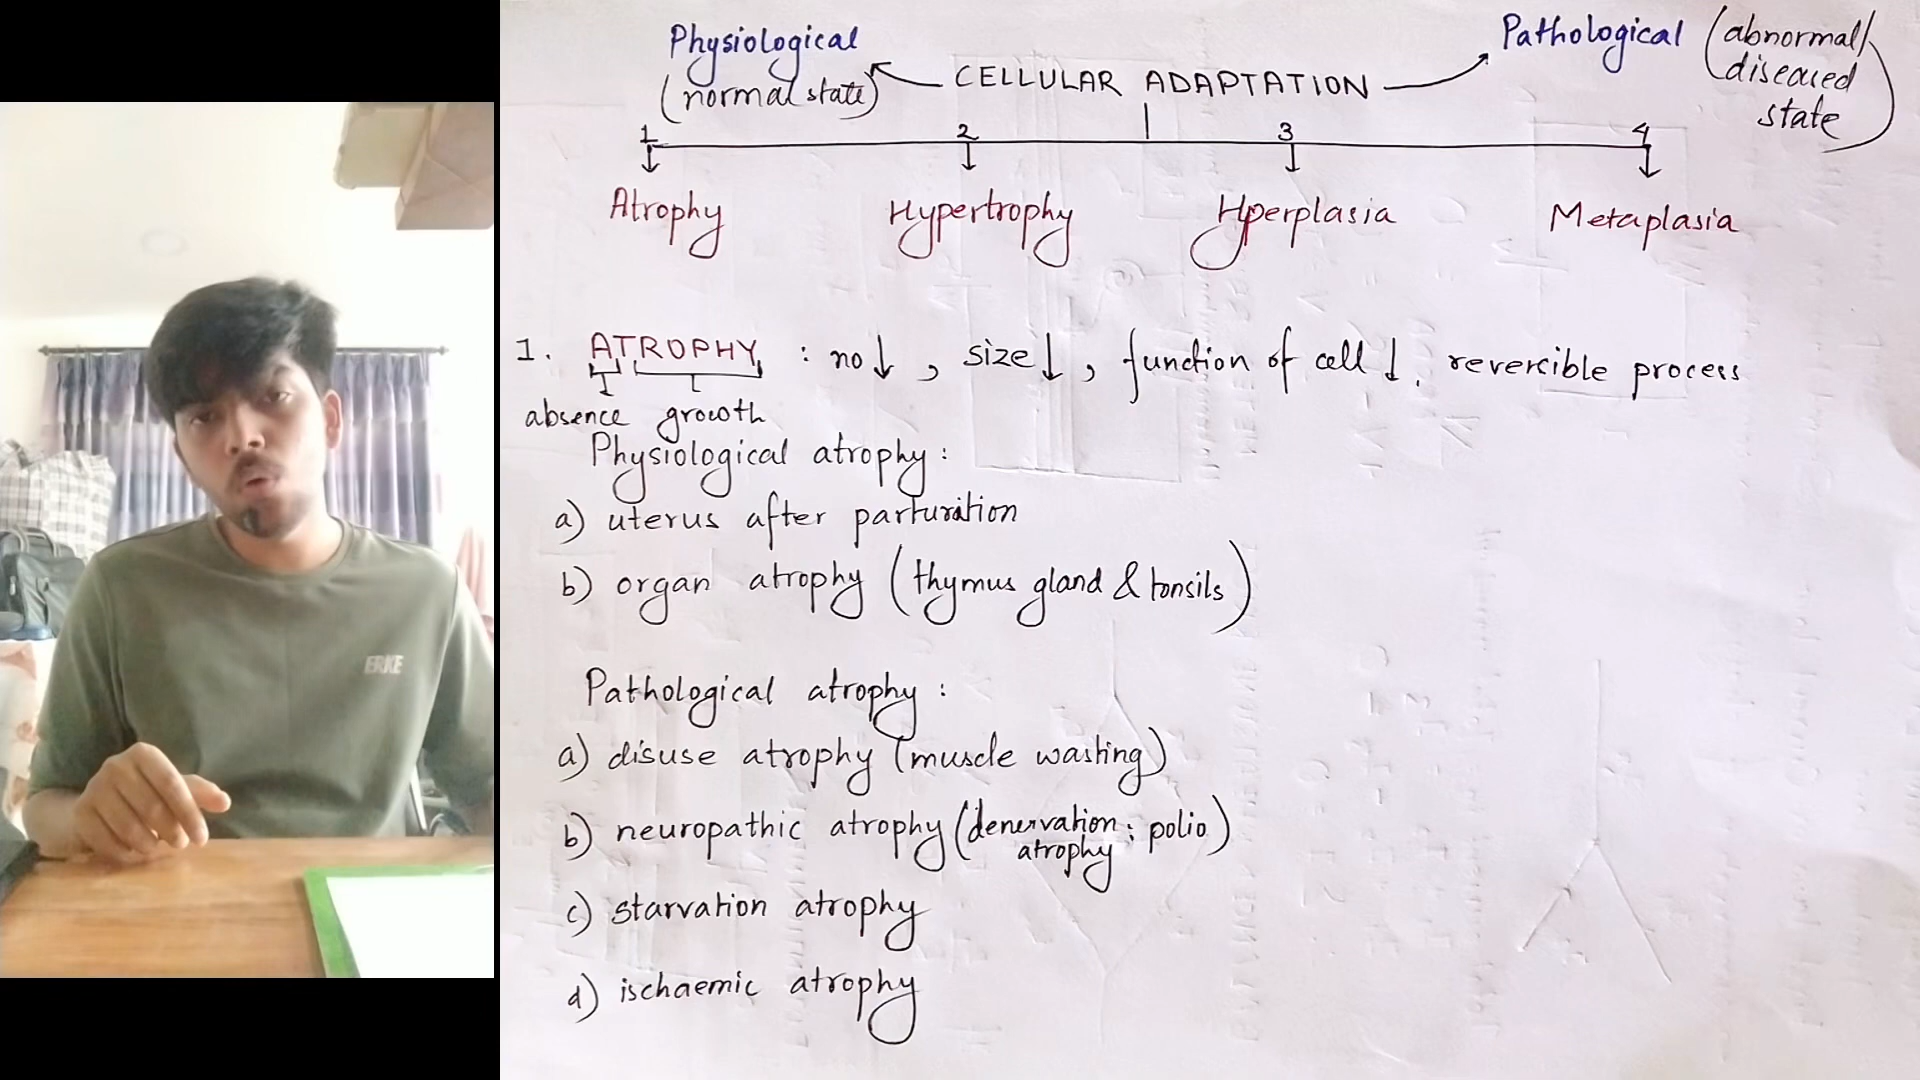 Physiological
(normal state)
CELLULAR ADAPTATION
Pathological (abnormal/
diseased
state)
1 2 3 4
Atrophy Hypertrophy Hperplasia Metaplasia
1. ATROPHY : no↓, size↓, function of cell ↓. revercible process
absence growth
Physiological atrophy:
a) uterus after parturition
b) organ atrophy (thymus gland & tonsils)
Pathological atrophy:
a) disuse atrophy (muscle wasting)
b) neuropathic atrophy (denervation : polio)
atrophy
c) starvation atrophy
d) ischaemic atrophy
ERKE